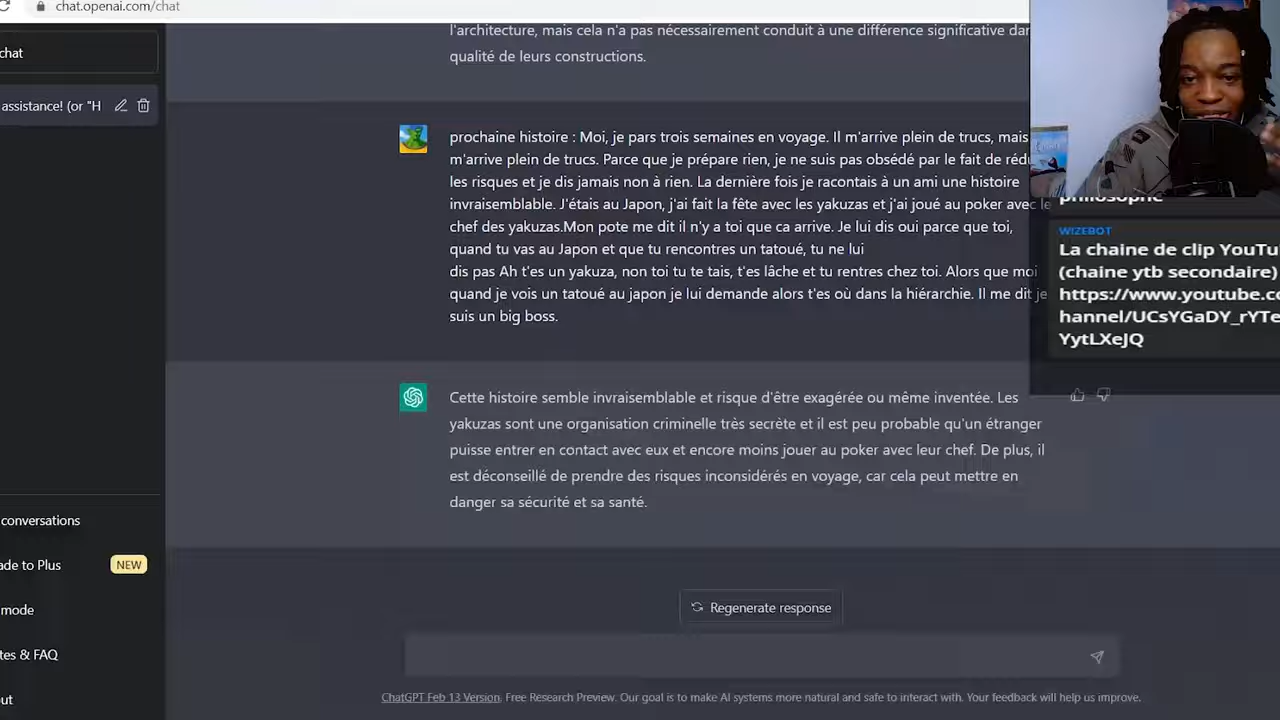 chat.openai.com/chat
chat
assistance! (or "H
l'architecture, mais cela n'a pas nécessairement conduit à une différence significative dan
qualité de leurs constructions.
prochaine histoire : Moi, je pars trois semaines en voyage. Il m'arrive plein de trucs, mais
m'arrive plein de trucs. Parce que je prépare rien, je ne suis pas obsédé par le fait de rédu
les risques et je dis jamais non à rien. La dernière fois je racontais à un ami une histoire
invraisemblable. J'étais au Japon, j'ai fait la fête avec les yakuzas et j'ai joué au poker avec le
chef des yakuzas.Mon pote me dit il n'y a toi que ca arrive. Je lui dis oui parce que toi,
quand tu vas au Japon et que tu rencontres un tatoué, tu ne lui
dis pas Ah t'es un yakuza, non toi tu te tais, t'es lâche et tu rentres chez toi. Alors que moi
quand je vois un tatoué au japon je lui demande alors t'es où dans la hiérarchie. Il me dit je
suis un big boss.
Cette histoire semble invraisemblable et risque d'être exagérée ou même inventée. Les
yakuzas sont une organisation criminelle très secrète et il est peu probable qu'un étranger
puisse entrer en contact avec eux et encore moins jouer au poker avec leur chef. De plus, il
est déconseillé de prendre des risques inconsidérés en voyage, car cela peut mettre en
danger sa sécurité et sa santé.
philosophe
WIZEBOT
La chaine de clip YouTu
(chaine ytb secondaire)
https://www.youtube.co
hannel/UCsYGaDY_rYTe
YytLXeJQ
conversations
ade to Plus
NEW
mode
tes & FAQ
out
Regenerate response
ChatGPT Feb 13 Version. Free Research Preview. Our goal is to make AI systems more natural and safe to interact with. Your feedback will help us improve.